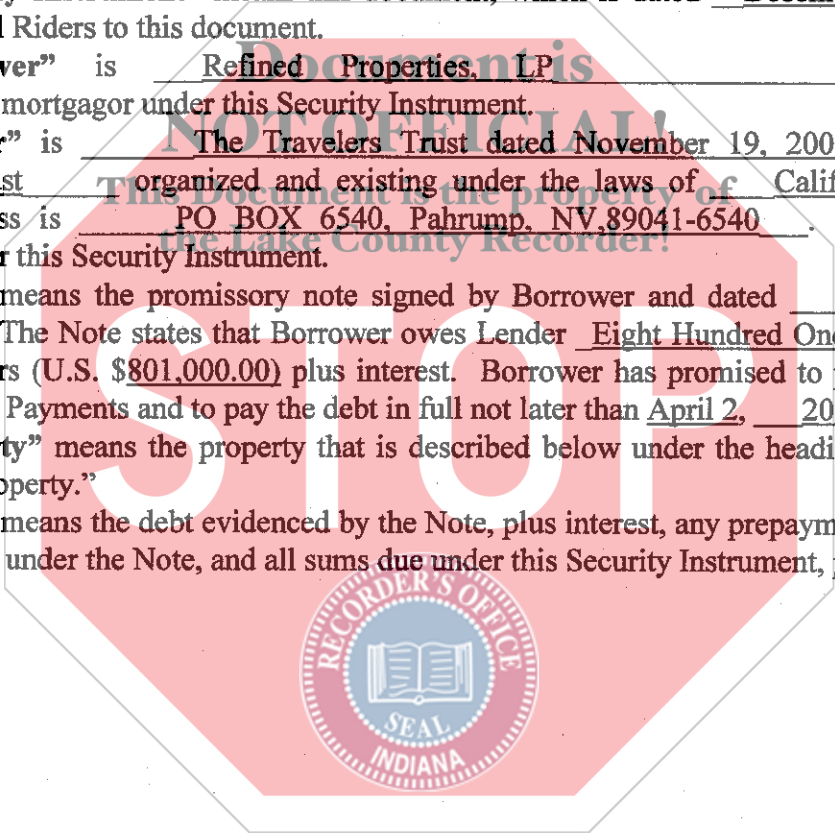 l Riders to this document.
ver” is Refined Properties, LP
mortgagor under this Security Instrument.
r” is The Travelers Trust dated November 19, 200
st organized and existing under the laws of Calif
ss is PO BOX 6540, Pahrump, NV,89041-6540 .
r this Security Instrument.
means the promissory note signed by Borrower and dated
The Note states that Borrower owes Lender Eight Hundred One
rs (U.S. $801,000.00) plus interest. Borrower has promised to
Payments and to pay the debt in full not later than April 2, 20
ty” means the property that is described below under the headi
operty.”
means the debt evidenced by the Note, plus interest, any prepaym
under the Note, and all sums due under this Security Instrument,
Document is
NOT OFFICIAL!
This Document is the property of
the Lake County Recorder!
STOP
RECORDER'S OFFICE
SEAL
INDIANA